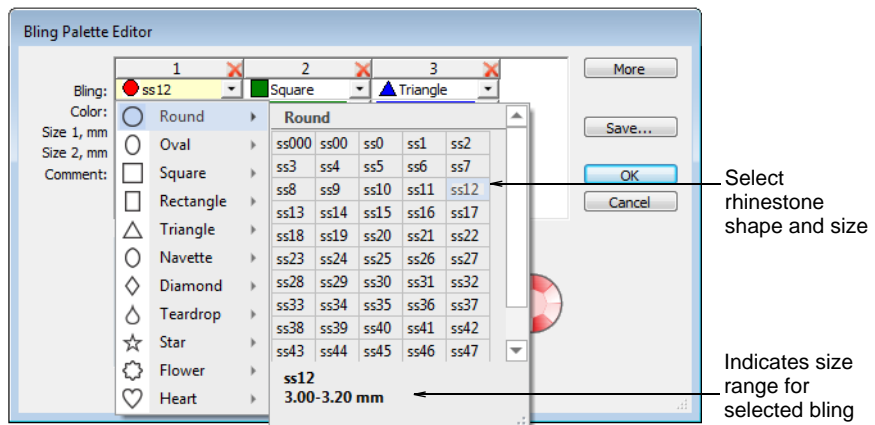 Bling Palette Editor
1 2 3
Bling: ss12 Square Triangle
Color:
Size 1, mm
Size 2, mm
Comment:
More
Save...
OK
Cancel
Round
Oval
Square
Rectangle
Triangle
Navette
Diamond
Teardrop
Star
Flower
Heart
Round
ss000 ss00 ss0 ss1 ss2
ss3 ss4 ss5 ss6 ss7
ss8 ss9 ss10 ss11 ss12
ss13 ss14 ss15 ss16 ss17
ss18 ss19 ss20 ss21 ss22
ss23 ss24 ss25 ss26 ss27
ss28 ss29 ss30 ss31 ss32
ss33 ss34 ss35 ss36 ss37
ss38 ss39 ss40 ss41 ss42
ss43 ss44 ss45 ss46 ss47
ss12
3.00-3.20 mm
Select
rhinestone
shape and size
Indicates size
range for
selected bling